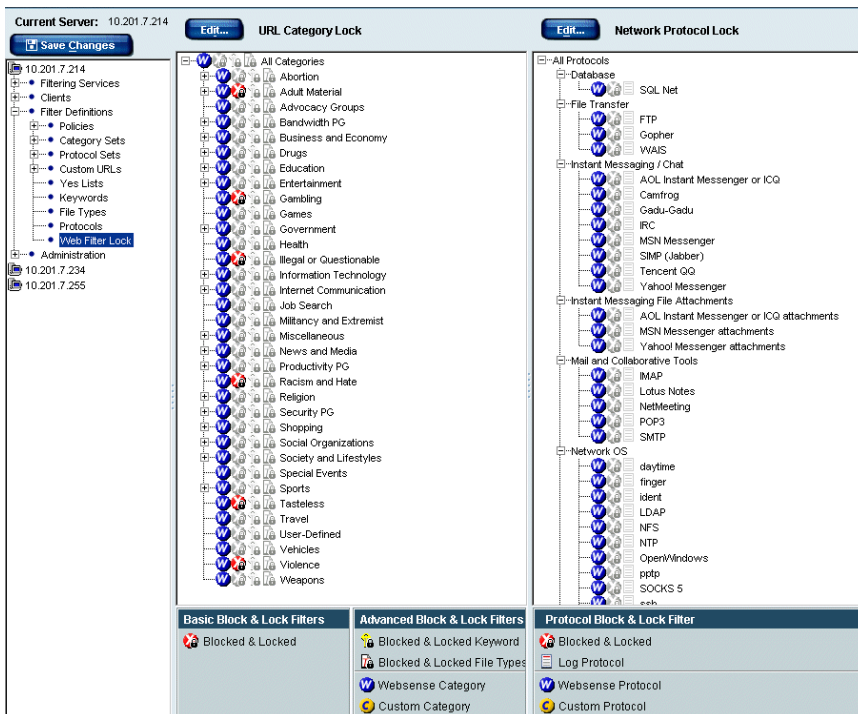 Current Server: 10.201.7.214
Save Changes
10.201.7.214
Filtering Services
Clients
Filter Definitions
Policies
Category Sets
Protocol Sets
Custom URLs
Yes Lists
Keywords
File Types
Protocols
Web Filter Lock
Administration
10.201.7.234
10.201.7.255
Edit...
URL Category Lock
All Categories
Abortion
Adult Material
Advocacy Groups
Bandwidth PG
Business and Economy
Drugs
Education
Entertainment
Gambling
Games
Government
Health
Illegal or Questionable
Information Technology
Internet Communication
Job Search
Militancy and Extremist
Miscellaneous
News and Media
Productivity PG
Racism and Hate
Religion
Security PG
Shopping
Social Organizations
Society and Lifestyles
Special Events
Sports
Tasteless
Travel
User-Defined
Vehicles
Violence
Weapons
Basic Block & Lock Filters
Blocked & Locked
Advanced Block & Lock Filters
Blocked & Locked Keyword
Blocked & Locked File Types
Websense Category
Custom Category
Edit...
Network Protocol Lock
All Protocols
Database
SQL Net
File Transfer
FTP
Gopher
WAIS
Instant Messaging / Chat
AOL Instant Messenger or ICQ
Camfrog
Gadu-Gadu
IRC
MSN Messenger
SIMP (Jabber)
Tencent QQ
Yahoo! Messenger
Instant Messaging File Attachments
AOL Instant Messenger or ICQ attachments
MSN Messenger attachments
Yahoo! Messenger attachments
Mail and Collaborative Tools
IMAP
Lotus Notes
NetMeeting
POP3
SMTP
Network OS
daytime
finger
ident
LDAP
NFS
NTP
OpenWindows
pptp
SOCKS 5
ssh
Protocol Block & Lock Filter
Blocked & Locked
Log Protocol
Websense Protocol
Custom Protocol